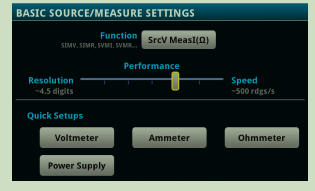 BASIC SOURCE/MEASURE SETTINGS
Function
SIMV, SIMR, SVMI, SVMR...
SrcV MeasI(Ω)
Performance
Resolution
~4.5 digits
Speed
~500 rdgs/s
Quick Setups
Voltmeter
Ammeter
Ohmmeter
Power Supply